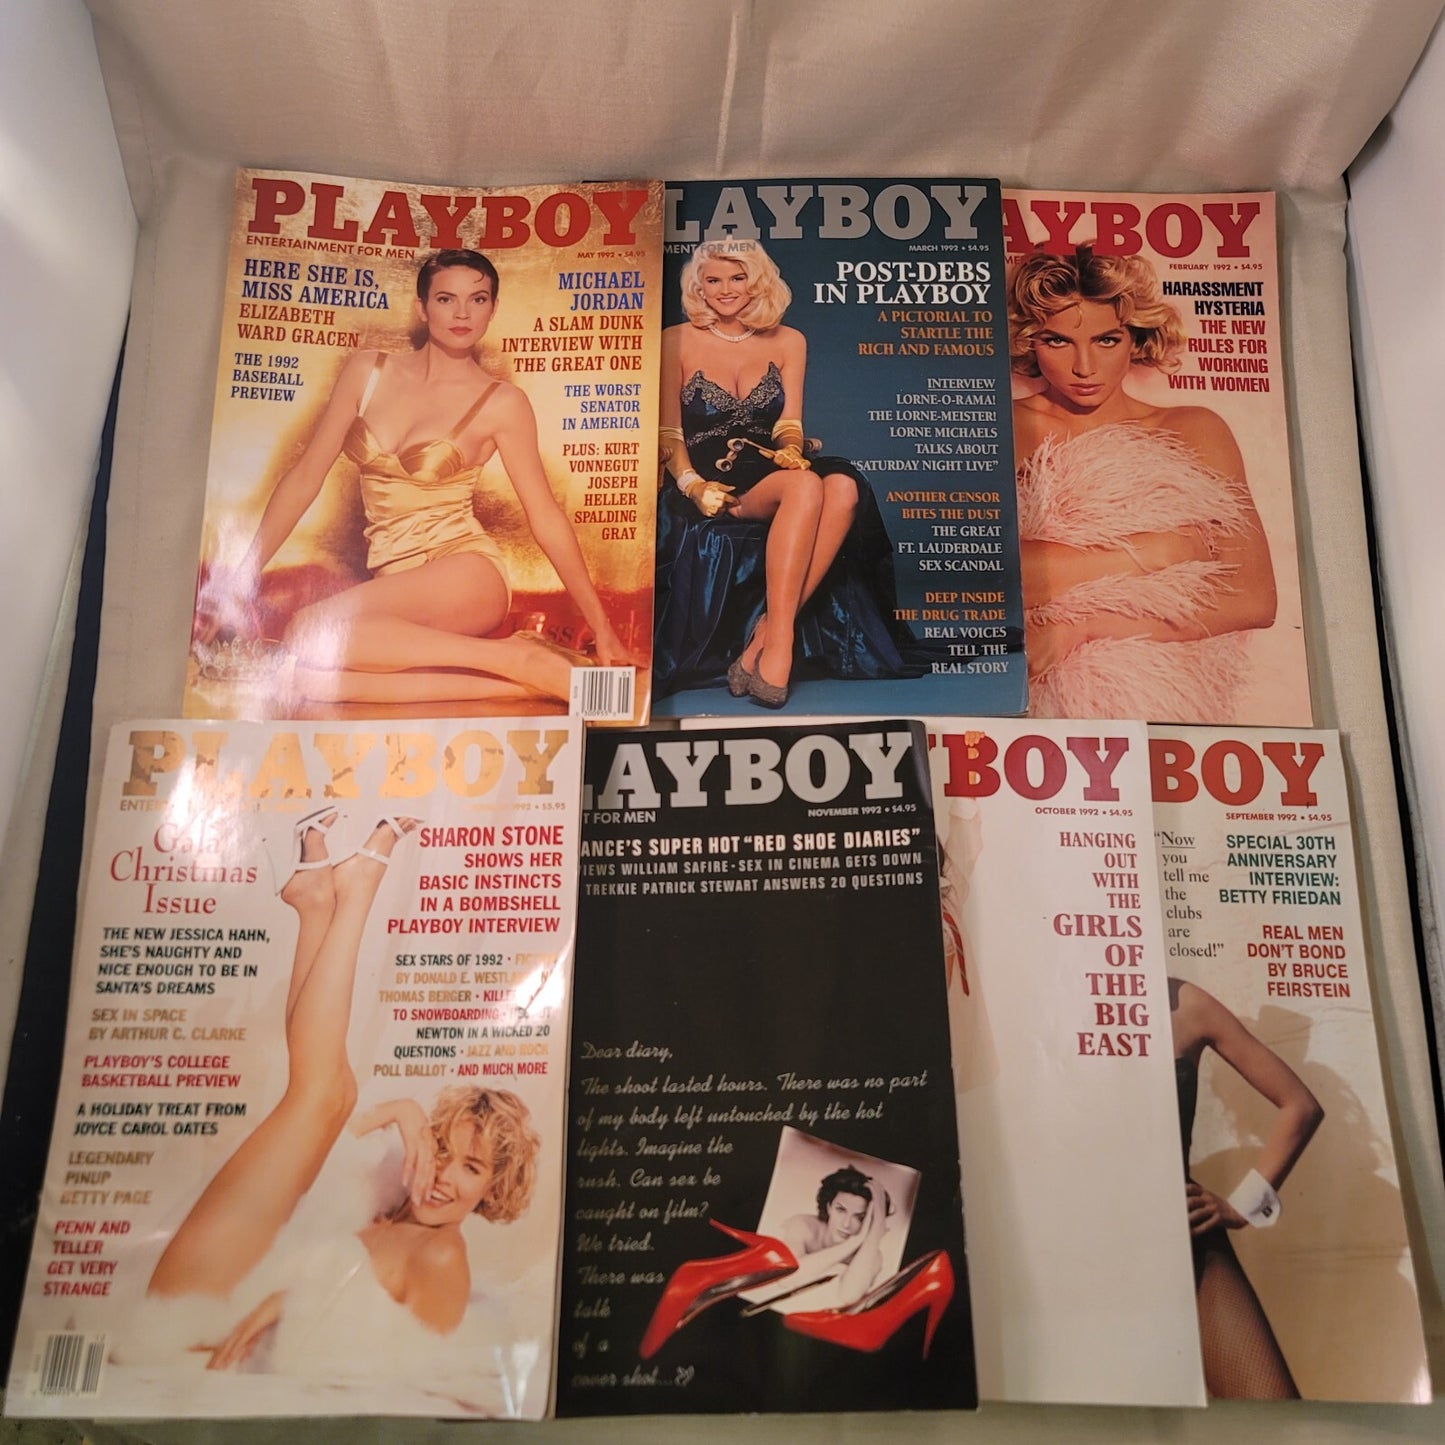 PLAYBOY
ENTERTAINMENT FOR MEN
MAY 1992 • $4.95
HERE SHE IS,
MISS AMERICA
ELIZABETH
WARD GRACEN
THE 1992
BASEBALL
PREVIEW
MICHAEL
JORDAN
A SLAM DUNK
INTERVIEW WITH
THE GREAT ONE
THE WORST
SENATOR
IN AMERICA
PLUS: KURT
VONNEGUT
JOSEPH
HELLER
SPALDING
GRAY
LAYBOY
MENT FOR MEN
MARCH 1992 • $4.95
POST-DEBS
IN PLAYBOY
A PICTORIAL TO
STARTLE THE
RICH AND FAMOUS
INTERVIEW
LORNE-O-RAMA!
THE LORNE-MEISTER!
LORNE MICHAELS
TALKS ABOUT
"SATURDAY NIGHT LIVE"
ANOTHER CENSOR
BITES THE DUST
THE GREAT
FT. LAUDERDALE
SEX SCANDAL
DEEP INSIDE
THE DRUG TRADE
REAL VOICES
TELL THE
REAL STORY
AYBOY
FEBRUARY 1992 • $4.95
HARASSMENT
HYSTERIA
THE NEW
RULES FOR
WORKING
WITH WOMEN
PLAYBOY
1992 • $5.95
Gala
Christmas
Issue
THE NEW JESSICA HAHN,
SHE'S NAUGHTY AND
NICE ENOUGH TO BE IN
SANTA'S DREAMS
SEX IN SPACE
BY ARTHUR C. CLARKE
PLAYBOY'S COLLEGE
BASKETBALL PREVIEW
A HOLIDAY TREAT FROM
JOYCE CAROL OATES
LEGENDARY
PINUP
BETTY PAGE
PENN AND
TELLER
GET VERY
STRANGE
SHARON STONE
SHOWS HER
BASIC INSTINCTS
IN A BOMBSHELL
PLAYBOY INTERVIEW
SEX STARS OF 1992 •
BY DONALD E.
THOMAS BERGER •
TO SNOWBOARDING •
NEWTON IN A WICKED 20
QUESTIONS • JAZZ AND ROCK
POLL BALLOT • AND MUCH MORE
LAYBOY
T FOR MEN
NOVEMBER 1992 • $4.95
ANCE'S SUPER HOT "RED SHOE DIARIES"
IEWS WILLIAM SAFIRE • SEX IN CINEMA GETS DOWN
TREKKIE PATRICK STEWART ANSWERS 20 QUESTIONS
Dear diary,
The shoot lasted hours. There was no part
of my body left untouched by the hot
lights. Imagine the
rush. Can sex be
caught on film?
We tried.
There was
talk
of a
cover shot...
YBOY
OCTOBER 1992 • $4.95
HANGING
OUT
WITH
THE
GIRLS
OF
THE
BIG
EAST
BOY
SEPTEMBER 1992 • $4.95
"Now
you
tell me
the
clubs
are
closed!"
SPECIAL 30TH
ANNIVERSARY
INTERVIEW:
BETTY FRIEDAN
REAL MEN
DON'T BOND
BY BRUCE
FEIRSTEIN